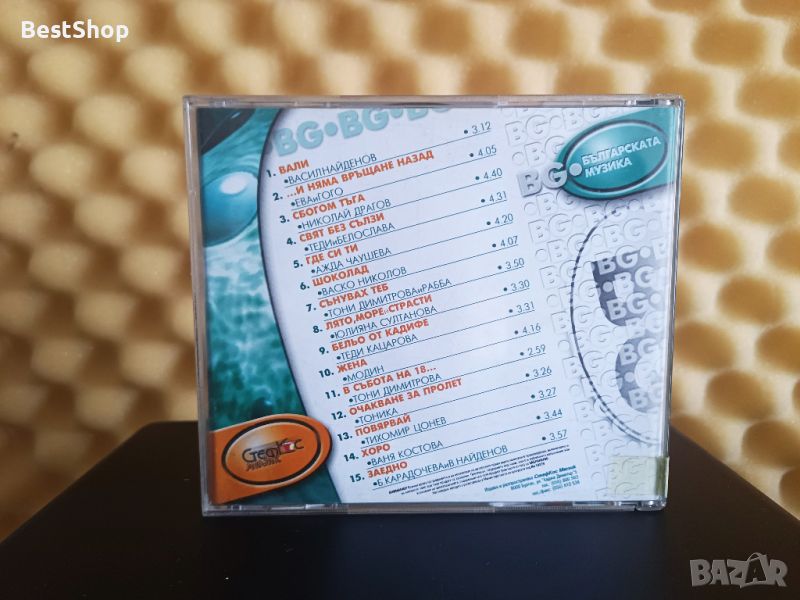 BestShop
BG•BG•BG
BG•
БЪЛГАРСКАТА
МУЗИКА
1. ВАЛИ
•ВАСИЛ НАЙДЕНОВ • 3.12
2. ...И НЯМА ВРЪЩАНЕ НАЗАД
•ЕВА и ГОГО • 4.05
3. СБОГОМ ТЪГА
•НИКОЛАЙ ДРАГОВ • 4.40
4. СВЯТ БЕЗ СЪЛЗИ
•ТЕДИ и БЕЛОСЛАВА • 4.31
5. ГДЕ СИ ТИ
•АЖДА ЧАУШЕВА • 4.20
6. ШОКОЛАД
•ВАСКО НИКОЛОВ • 4.07
7. СЪНУВАХ ТЕБ
•ТОНИ ДИМИТРОВА и РАББА • 3.50
8. ЛЯТО, МОРЕ и СТРАСТИ
•ЮЛИЯНА СУЛТАНОВА • 3.30
9. БЕЛЬО ОТ КАДИФЕ
•ТЕДИ КАЦАРОВА • 3.31
10. ЖЕНА
•МОДИН • 4.16
11. В СЪБОТА НА 18...
•ТОНИ ДИМИТРОВА • 2.59
12. ОЧАКВАНЕ ЗА ПРОЛЕТ
•ТОНИКА • 3.26
13. ПОВЯРВАЙ
•ТИХОМИР ЦОНЕВ • 3.27
14. ХОРО
•ВАНЯ КОСТОВА • 3.44
15. ЗАЕДНО
•Б КАРАДОЧЕВА и В НАЙДЕНОВ • 3.57
BAZAR